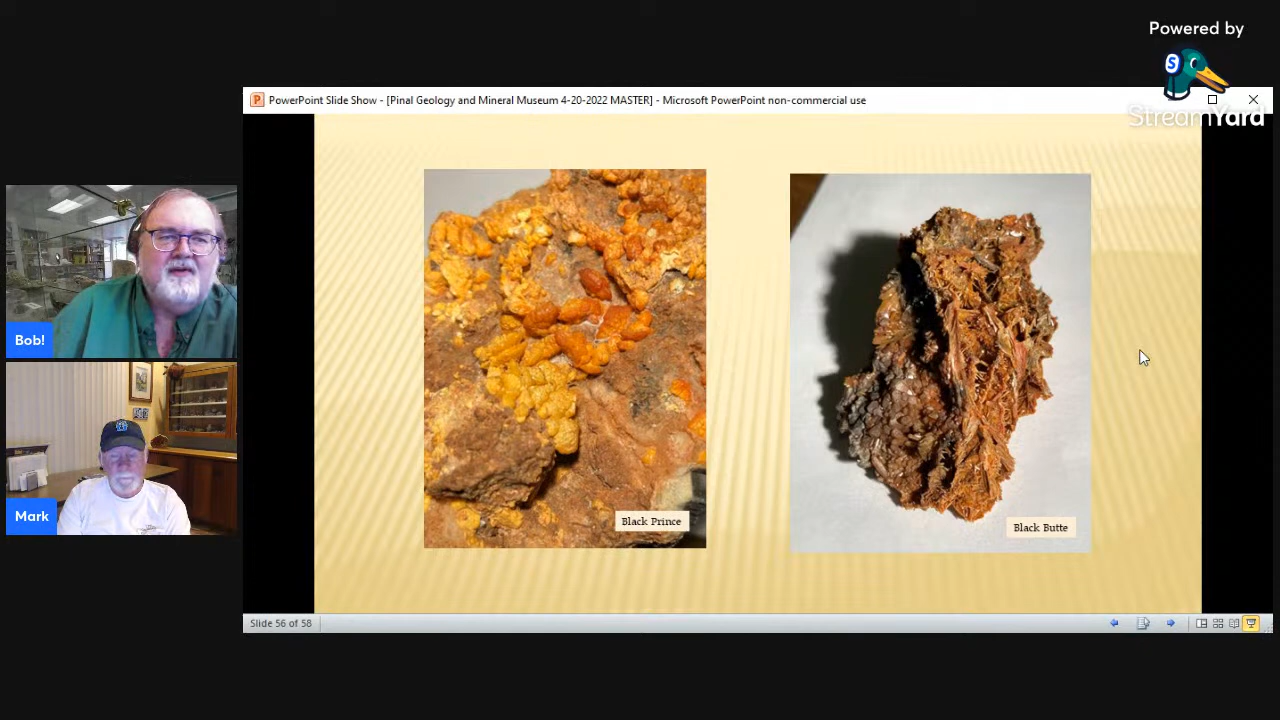 Powered by
S
StreamYard
P
PowerPoint Slide Show - [Pinal Geology and Mineral Museum 4-20-2022 MASTER] - Microsoft PowerPoint non-commercial use
Bob!
Mark
Black Prince
Black Butte
Slide 56 of 58